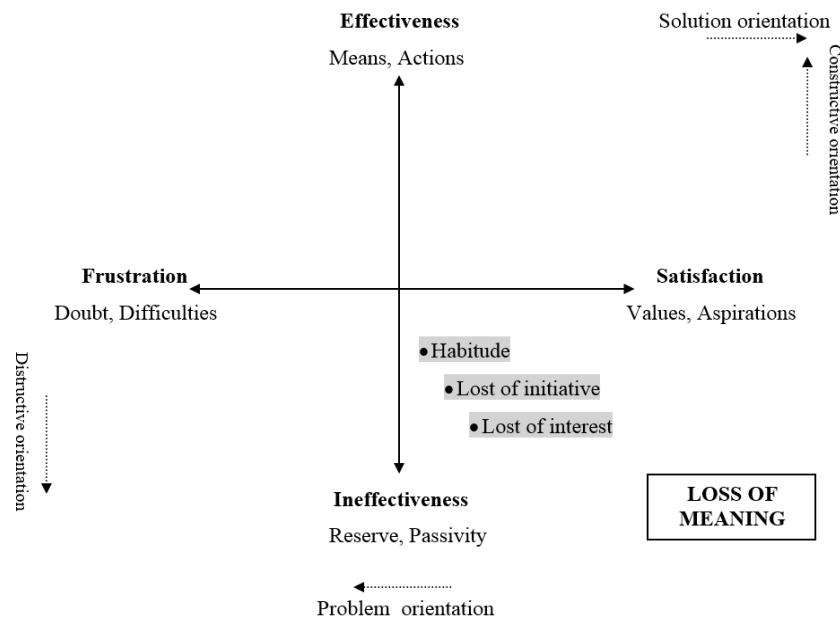 Effectiveness
Means, Actions
Solution orientation
Constructive orientation
Frustration
Doubt, Difficulties
Satisfaction
Values, Aspirations
• Habitude
• Lost of initiative
• Lost of interest
Distructive orientation
Ineffectiveness
Reserve, Passivity
LOSS OF
MEANING
Problem orientation